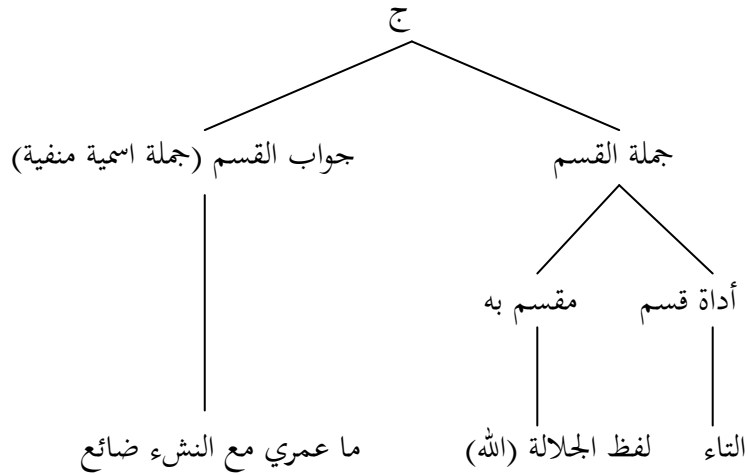 ج
جملة القسم
جواب القسم (جملة اسمية منفية)
أداة قسم
مقسم به
التاء
لفظ الجلالة (الله)
ما عمري مع النشء ضائع